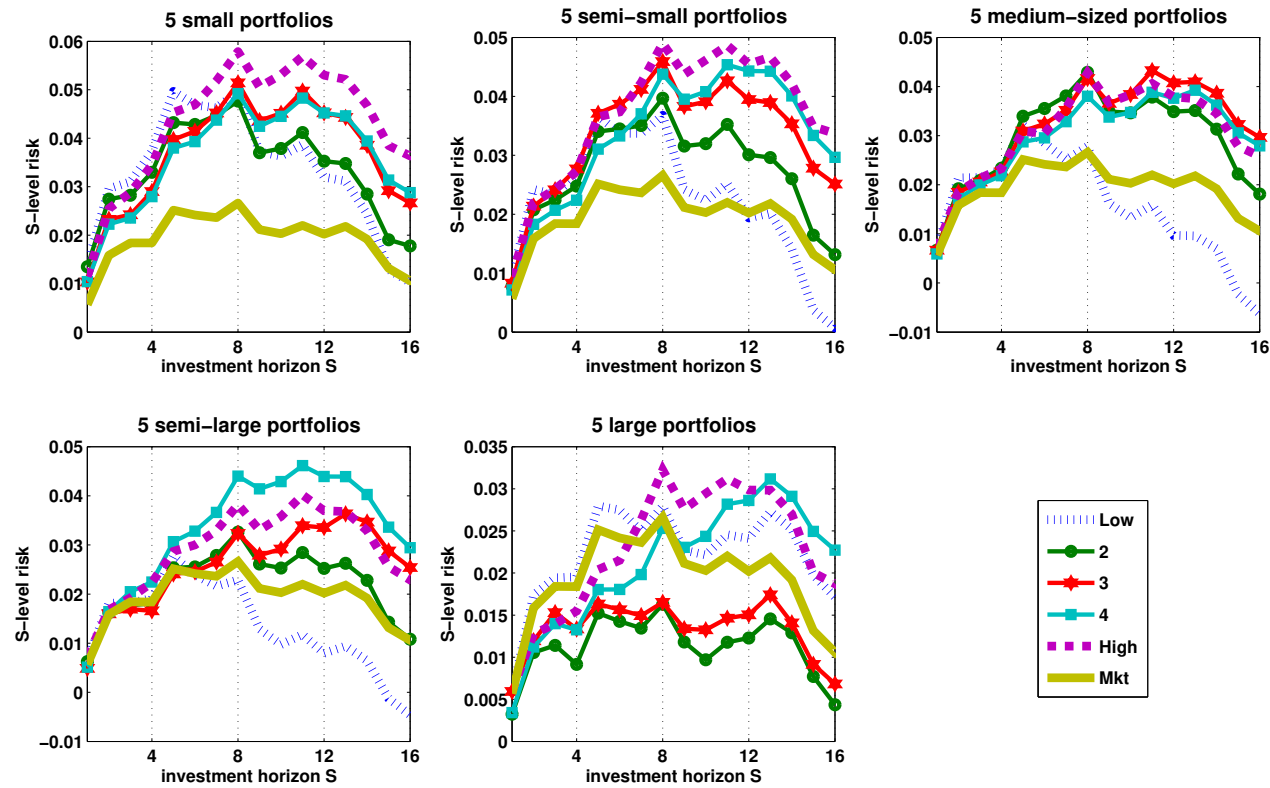 5 small portfolios
0.06
0.05
0.04
0.03
0.02
0.01
0
S−level risk
4 8 12 16
investment horizon S
5 semi−small portfolios
0.05
0.04
0.03
0.02
0.01
0
S−level risk
4 8 12 16
investment horizon S
5 medium−sized portfolios
0.05
0.04
0.03
0.02
0.01
0
−0.01
S−level risk
4 8 12 16
investment horizon S
5 semi−large portfolios
0.05
0.04
0.03
0.02
0.01
0
−0.01
S−level risk
4 8 12 16
investment horizon S
5 large portfolios
0.035
0.03
0.025
0.02
0.015
0.01
0.005
0
S−level risk
4 8 12 16
investment horizon S
Low
2
3
4
High
Mkt